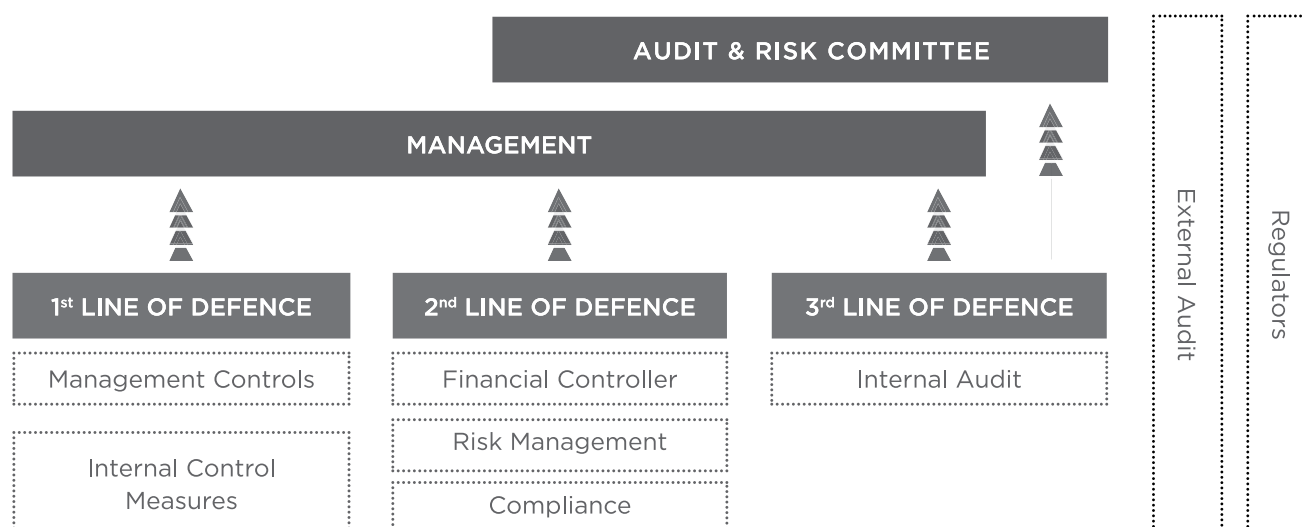 AUDIT & RISK COMMITTEE
MANAGEMENT
1st LINE OF DEFENCE
Management Controls
Internal Control
Measures
2nd LINE OF DEFENCE
Financial Controller
Risk Management
Compliance
3rd LINE OF DEFENCE
Internal Audit
External Audit
Regulators